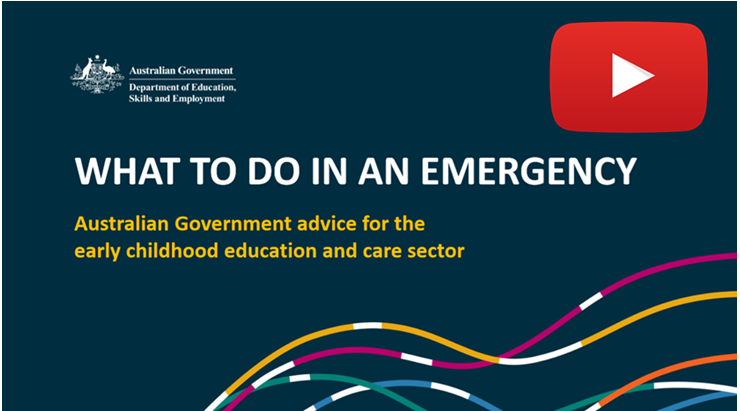 Australian Government
Department of Education,
Skills and Employment
WHAT TO DO IN AN EMERGENCY
Australian Government advice for the
early childhood education and care sector